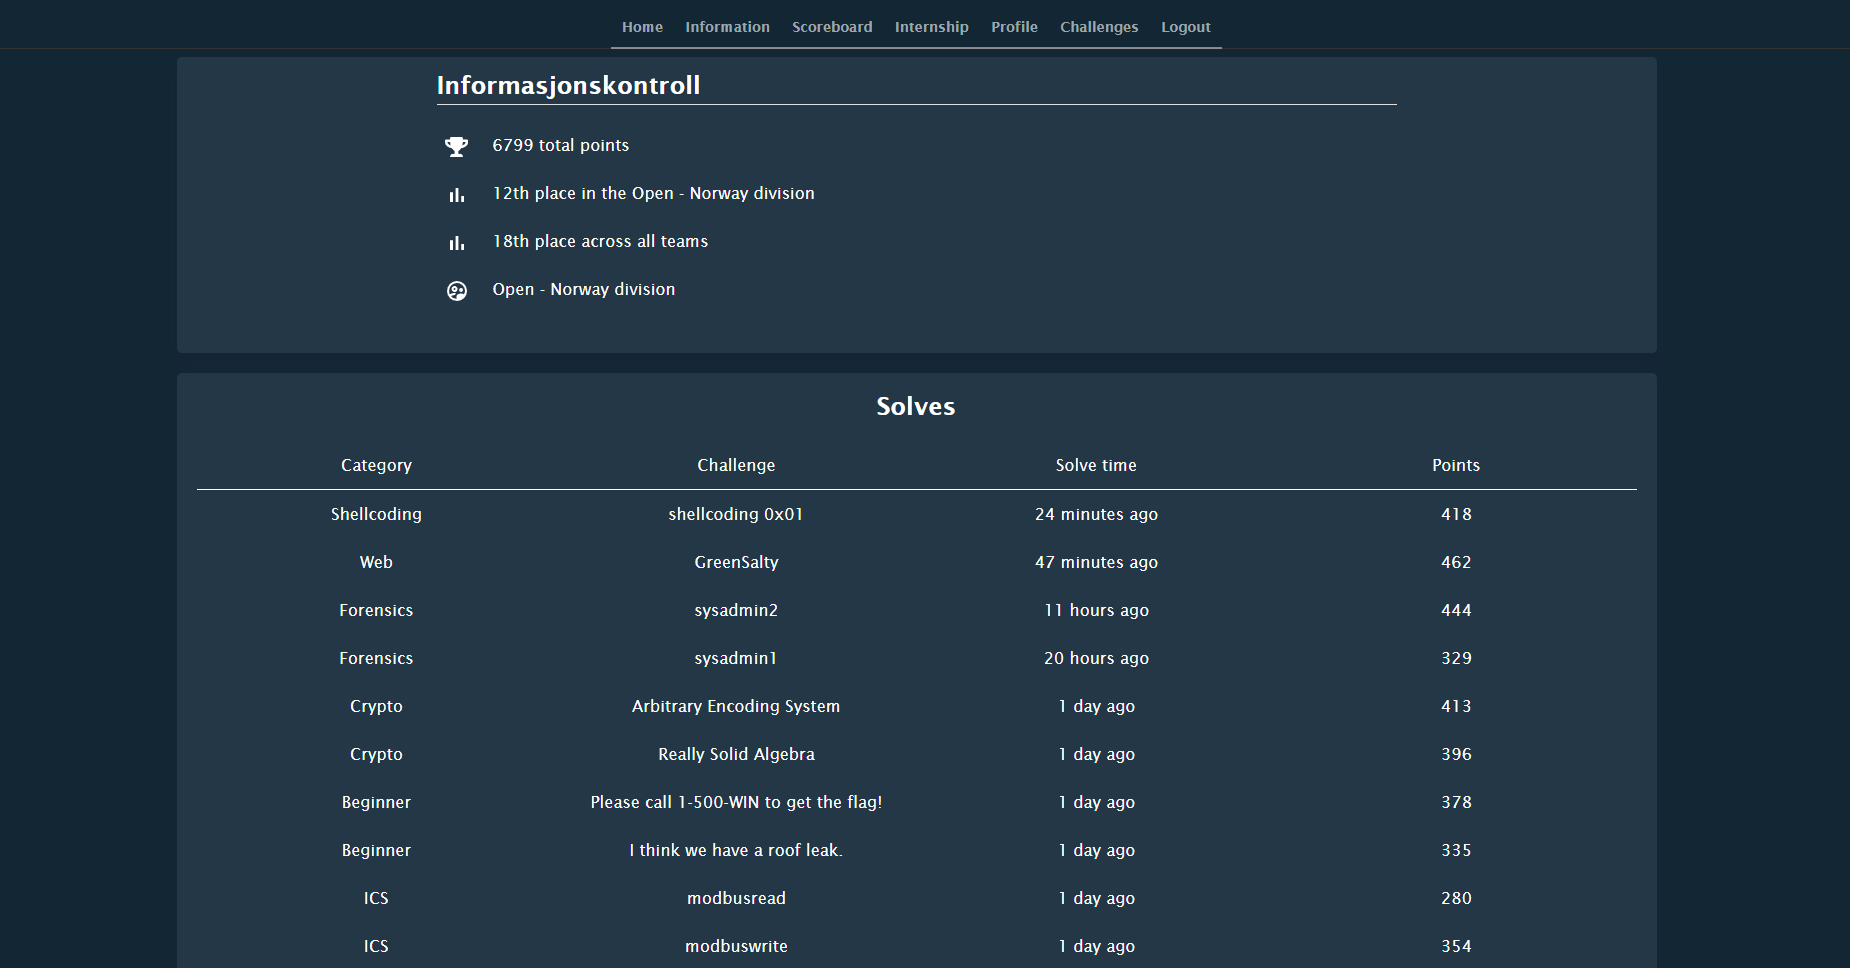 Home Information Scoreboard Internship Profile Challenges Logout
Informasjonskontroll
6799 total points
12th place in the Open - Norway division
18th place across all teams
Open - Norway division
Solves
Category Challenge Solve time Points
Shellcoding shellcoding 0x01 24 minutes ago 418
Web GreenSalty 47 minutes ago 462
Forensics sysadmin2 11 hours ago 444
Forensics sysadmin1 20 hours ago 329
Crypto Arbitrary Encoding System 1 day ago 413
Crypto Really Solid Algebra 1 day ago 396
Beginner Please call 1-500-WIN to get the flag! 1 day ago 378
Beginner I think we have a roof leak. 1 day ago 335
ICS modbusread 1 day ago 280
ICS modbuswrite 1 day ago 354